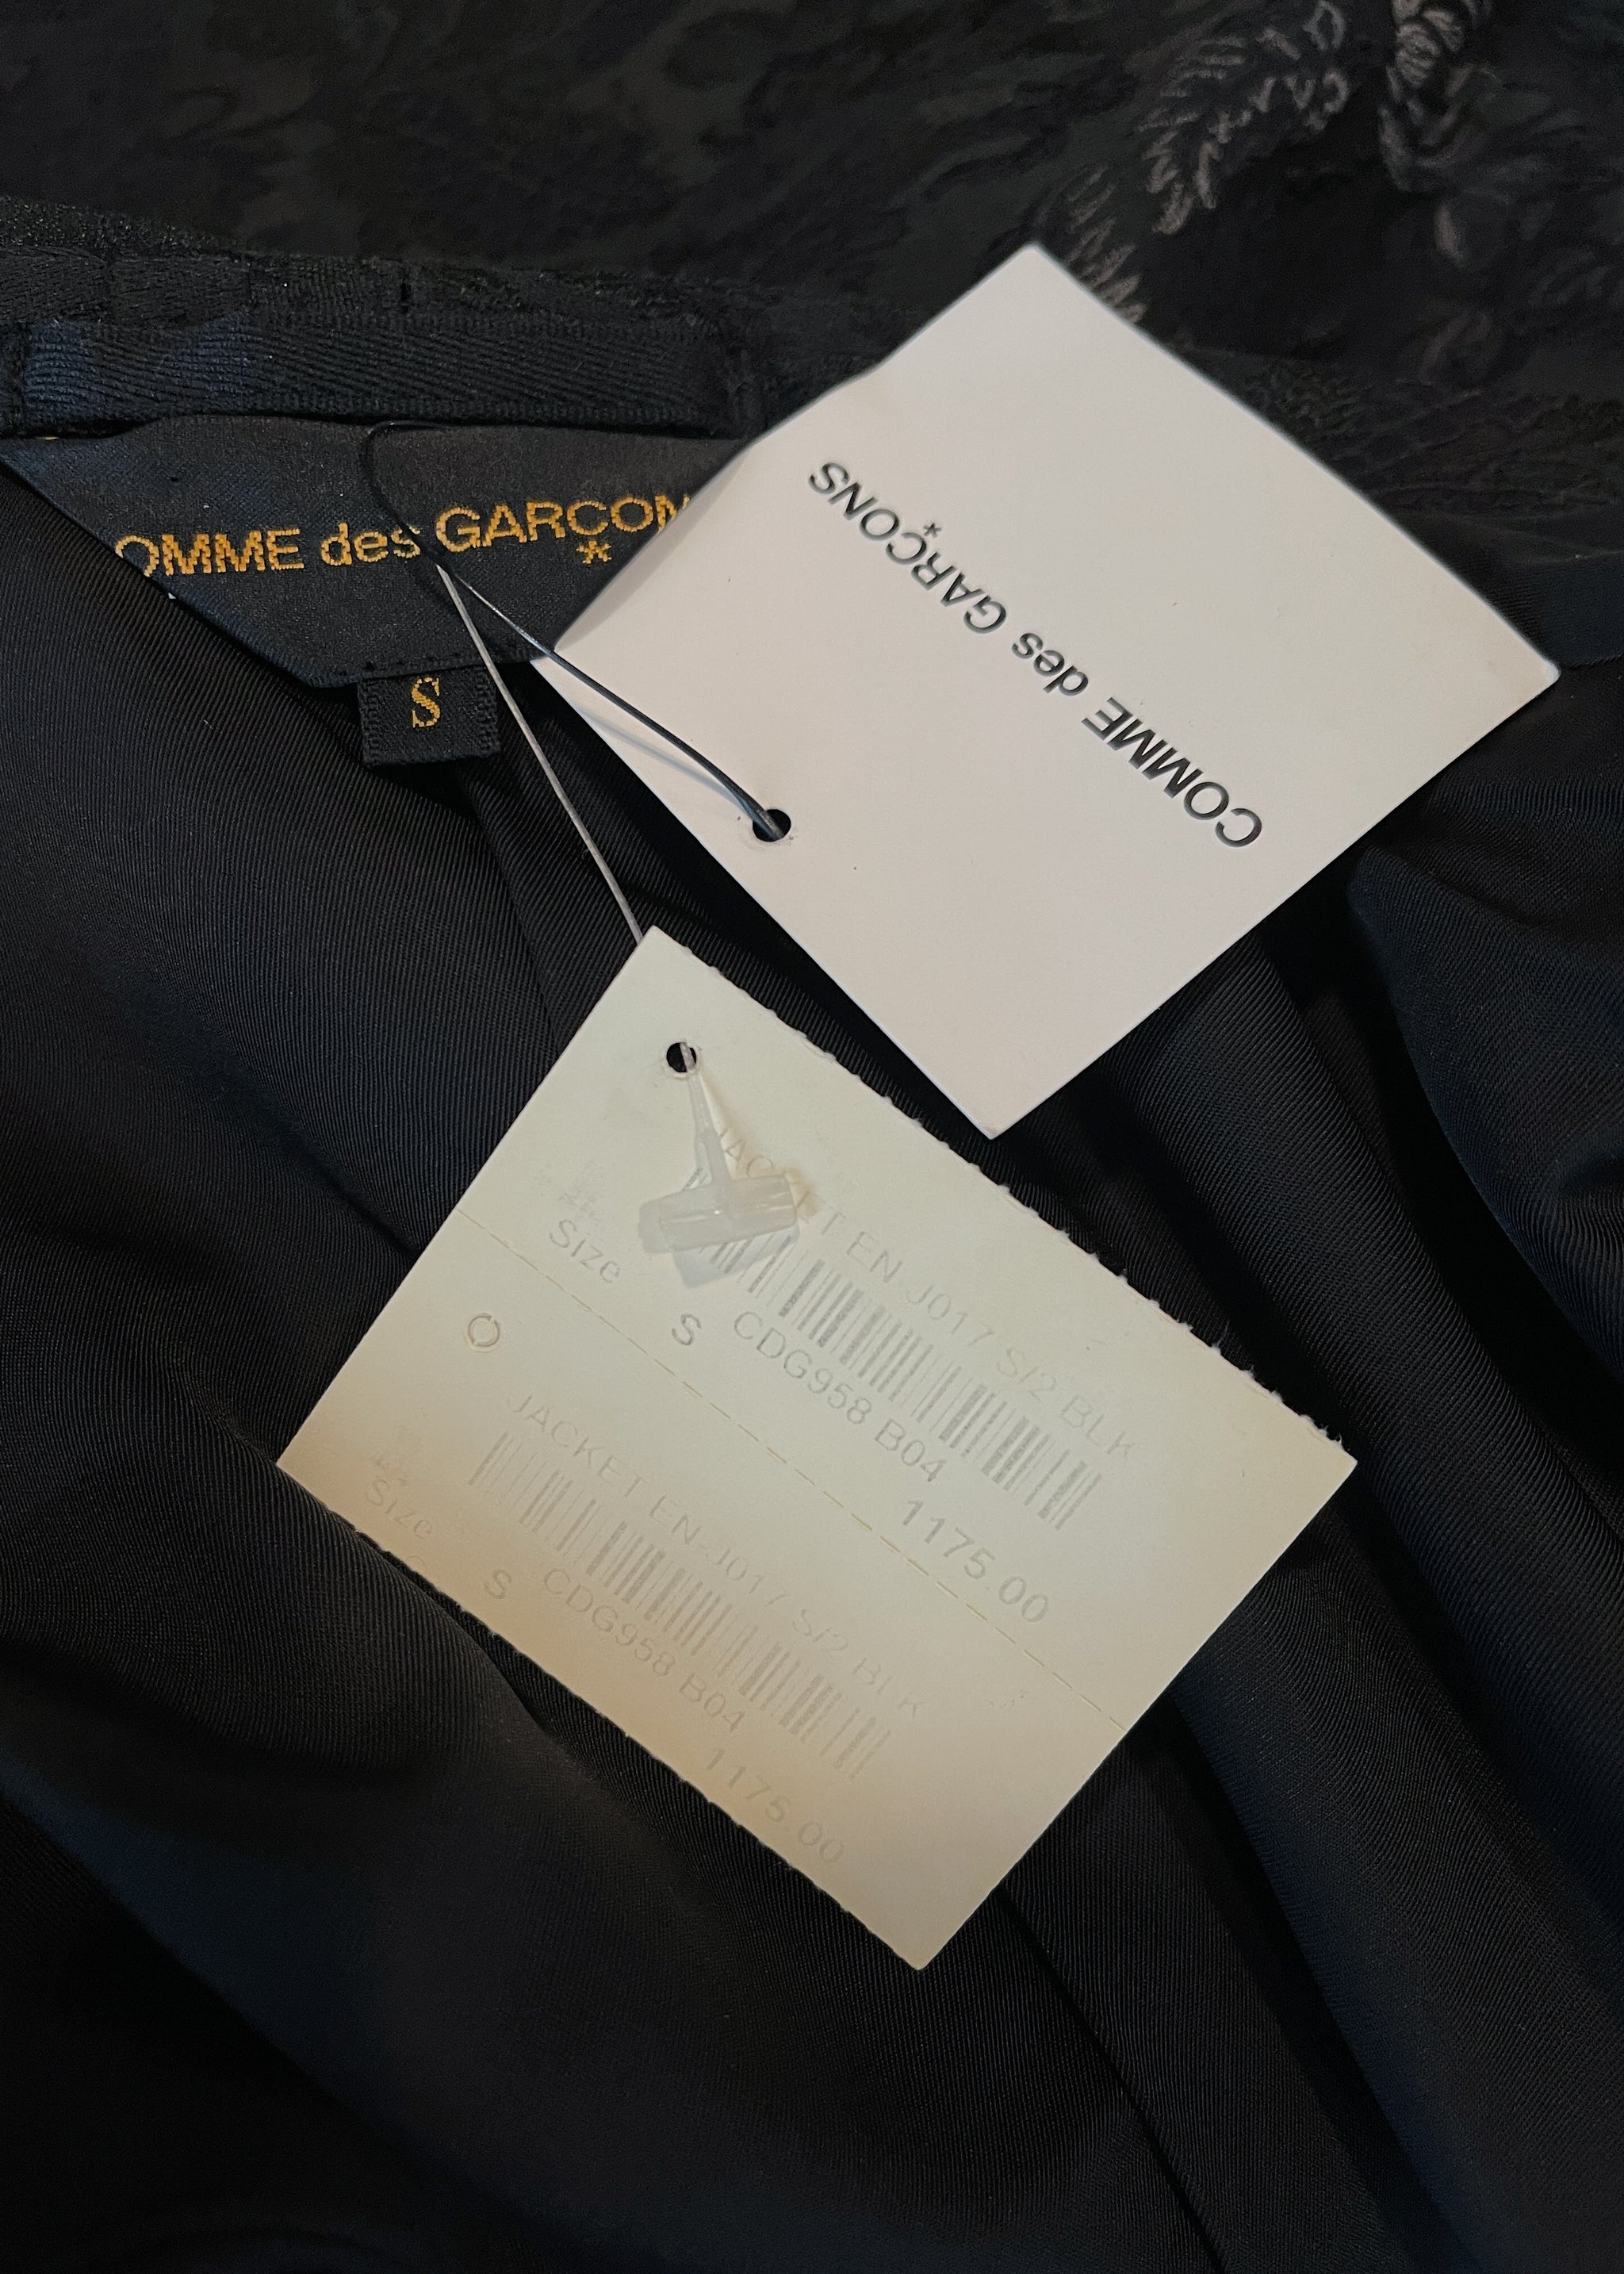 OMME des GARCON
*
S
COMME des GARÇONS
*
JACKET EN-J017 S/2 BLK
Size
S CDG958 B04
1175.00
JACKET EN-J017 S/2 BLK
Size
S CDG958 B04
1175.00